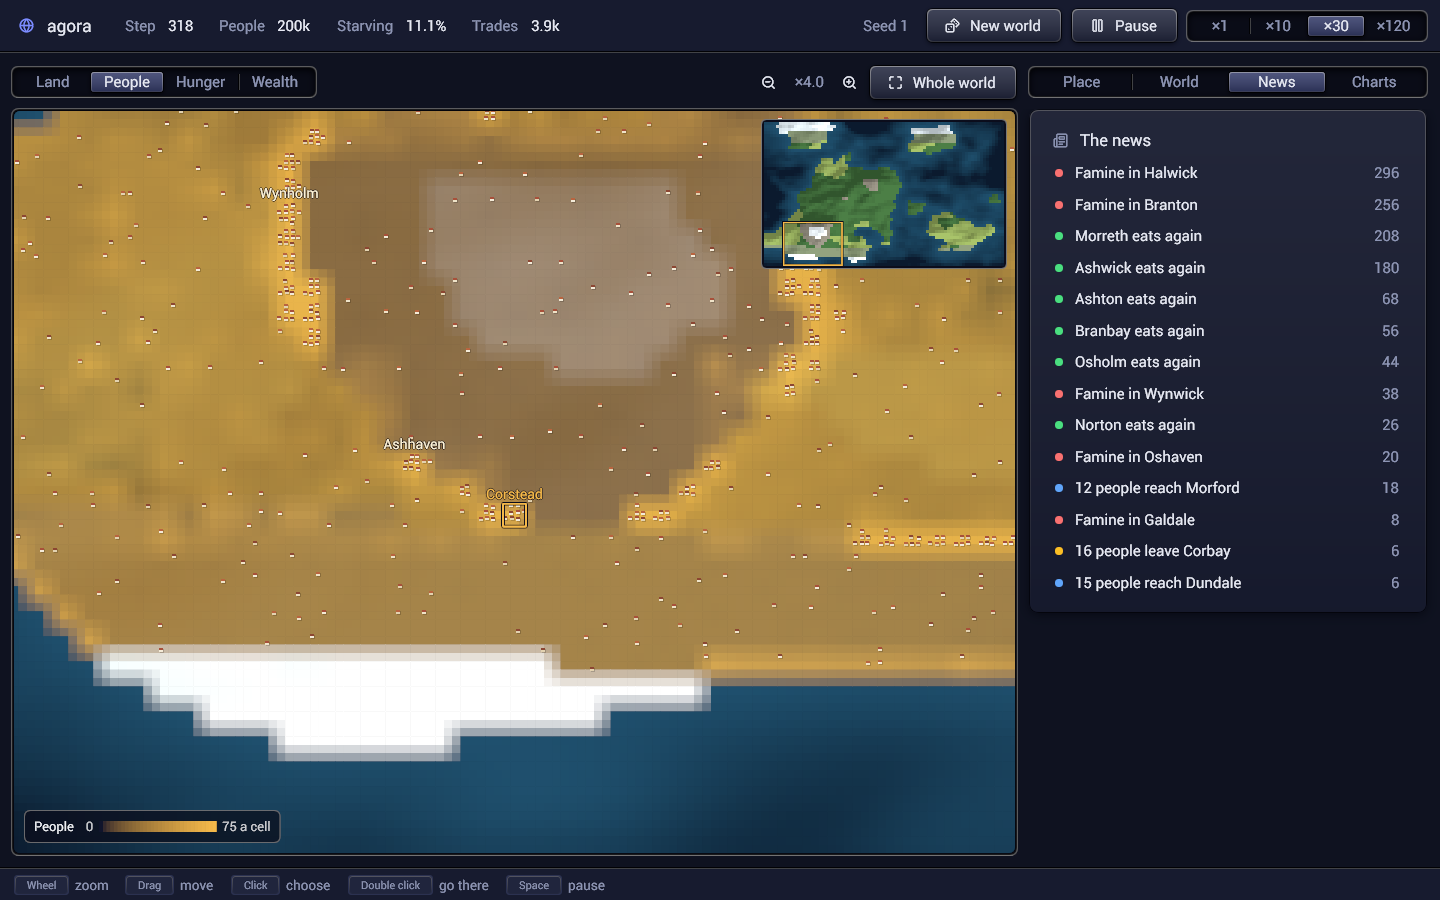 agora
Step 318 People 200k Starving 11.1% Trades 3.9k
Seed 1 New world Pause ×1 ×10 ×30 ×120
Land People Hunger Wealth
×4.0 Whole world
Place World News Charts
The news
Famine in Halwick 296
Famine in Branton 256
Morreth eats again 208
Ashwick eats again 180
Ashton eats again 68
Branbay eats again 56
Osholm eats again 44
Famine in Wynwick 38
Norton eats again 26
Famine in Oshaven 20
12 people reach Morford 18
Famine in Galdale 8
16 people leave Corbay 6
15 people reach Dundale 6
Wynholm
Ashhaven
Corstead
People 0 75 a cell
Wheel zoom Drag move Click choose Double click go there Space pause